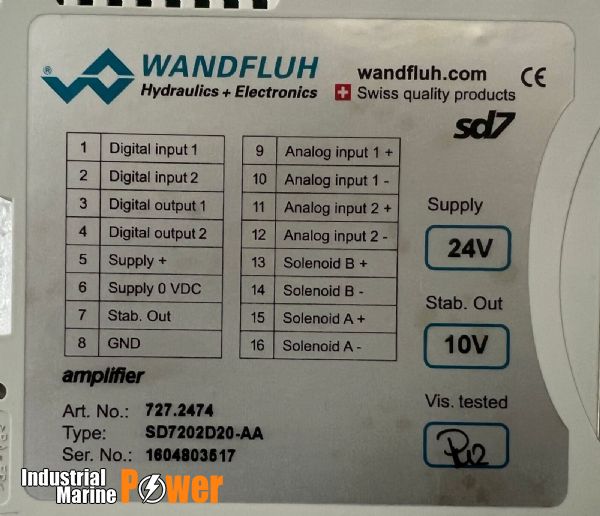 ® WANDFLUH
Hydraulics + Electronics
wandfluh.com
Swiss quality products
CE
sd7
1 Digital input 1
2 Digital input 2
3 Digital output 1
4 Digital output 2
5 Supply +
6 Supply 0 VDC
7 Stab. Out
8 GND
9 Analog input 1 +
10 Analog input 1 -
11 Analog input 2 +
12 Analog input 2 -
13 Solenoid B +
14 Solenoid B -
15 Solenoid A +
16 Solenoid A -
Supply
24V
Stab. Out
10V
Vis. tested
amplifier
Art. No.: 727.2474
Type: SD7202D20-AA
Ser. No.: 1604803517
Industrial
Marine Power